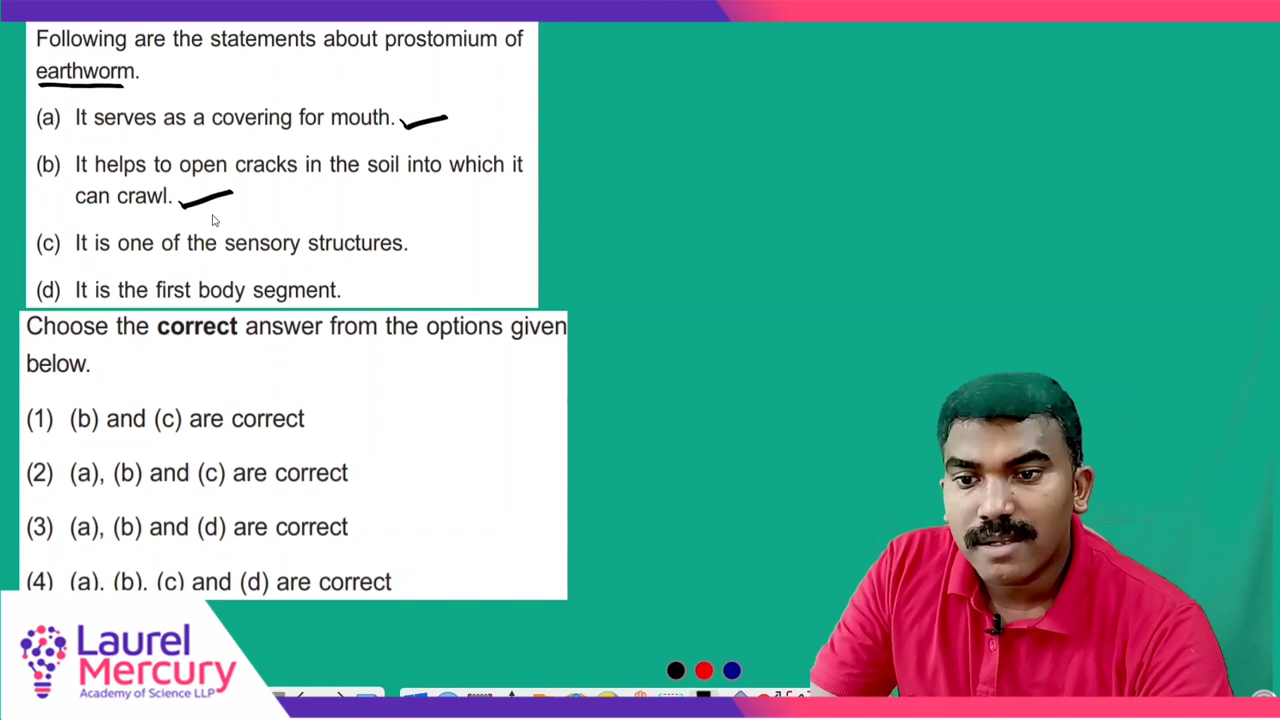 Following are the statements about prostomium of
earthworm.
(a) It serves as a covering for mouth.
(b) It helps to open cracks in the soil into which it
can crawl.
(c) It is one of the sensory structures.
(d) It is the first body segment.
Choose the correct answer from the options given
below.
(1) (b) and (c) are correct
(2) (a), (b) and (c) are correct
(3) (a), (b) and (d) are correct
(4) (a), (b), (c) and (d) are correct
Laurel
Mercury
Academy of Science LLP